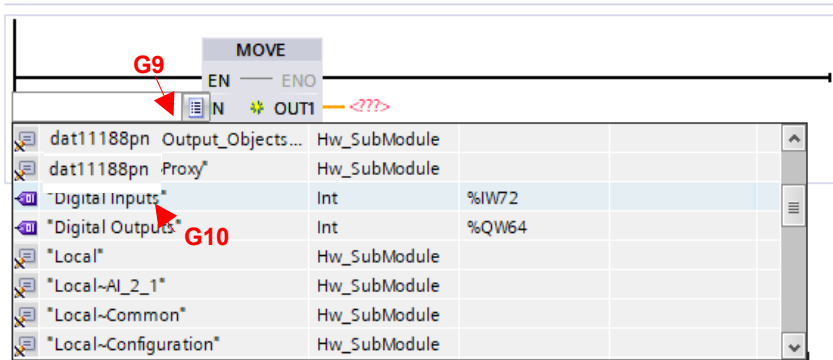 MOVE
G9
EN ENO
IN OUT1 <???>
dat11188pn Output_Objects... Hw_SubModule
dat11188pn Proxy" Hw_SubModule
"Digital Inputs" Int %IW72
"Digital Outputs" Int %QW64
G10
"Local" Hw_SubModule
"Local~AI_2_1" Hw_SubModule
"Local~Common" Hw_SubModule
"Local~Configuration" Hw_SubModule